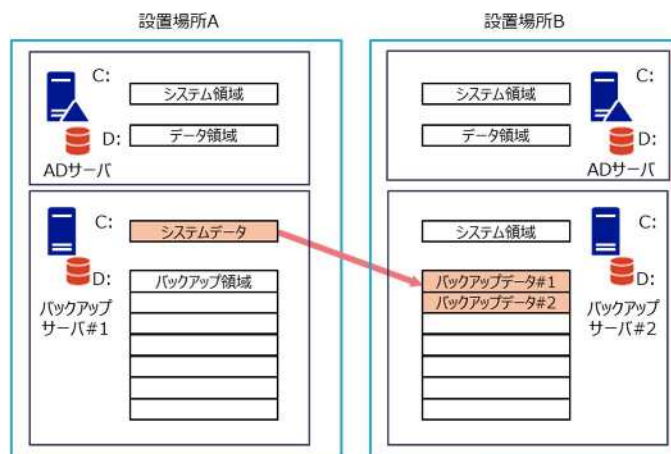 設置場所A
設置場所B
C:
システム領域
D:
データ領域
ADサーバ
システム領域
C:
データ領域
D:
ADサーバ
C:
システムデータ
D:
バックアップ領域
バックアップ
サーバ#1
システム領域
C:
バックアップデータ#1
D:
バックアップデータ#2
バックアップ
サーバ#2